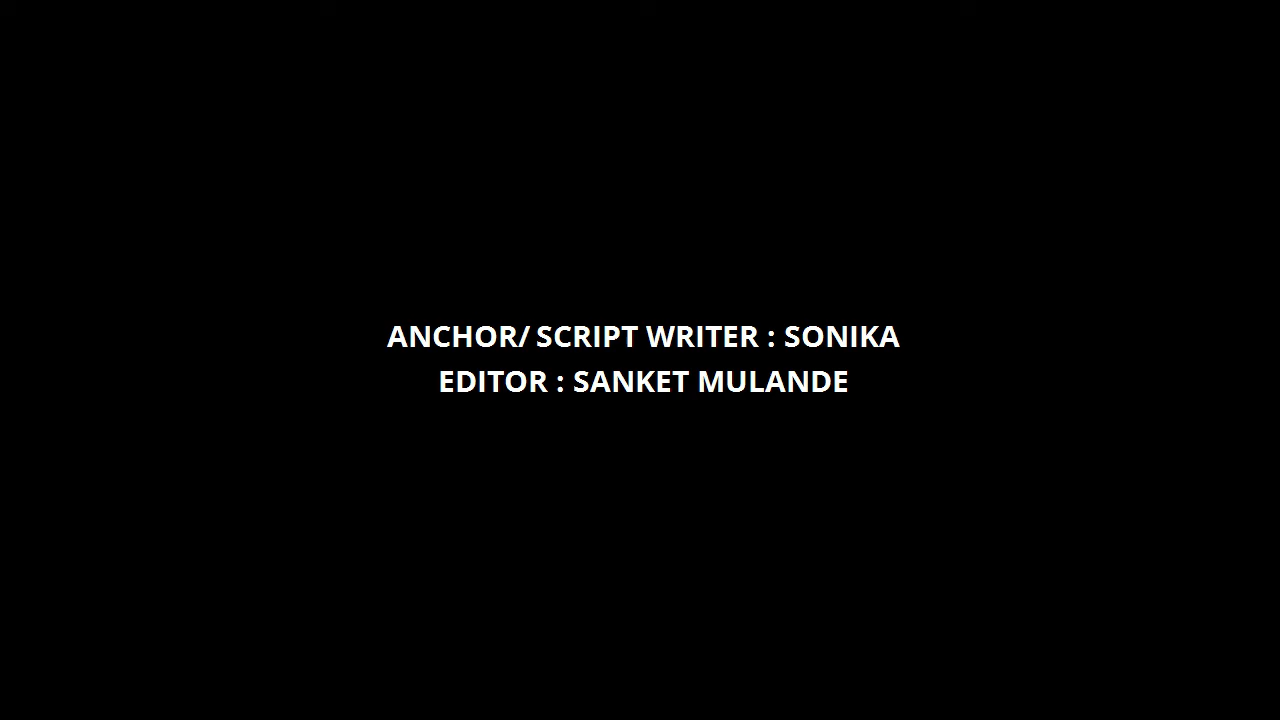 ANCHOR/ SCRIPT WRITER : SONIKA
EDITOR : SANKET MULANDE